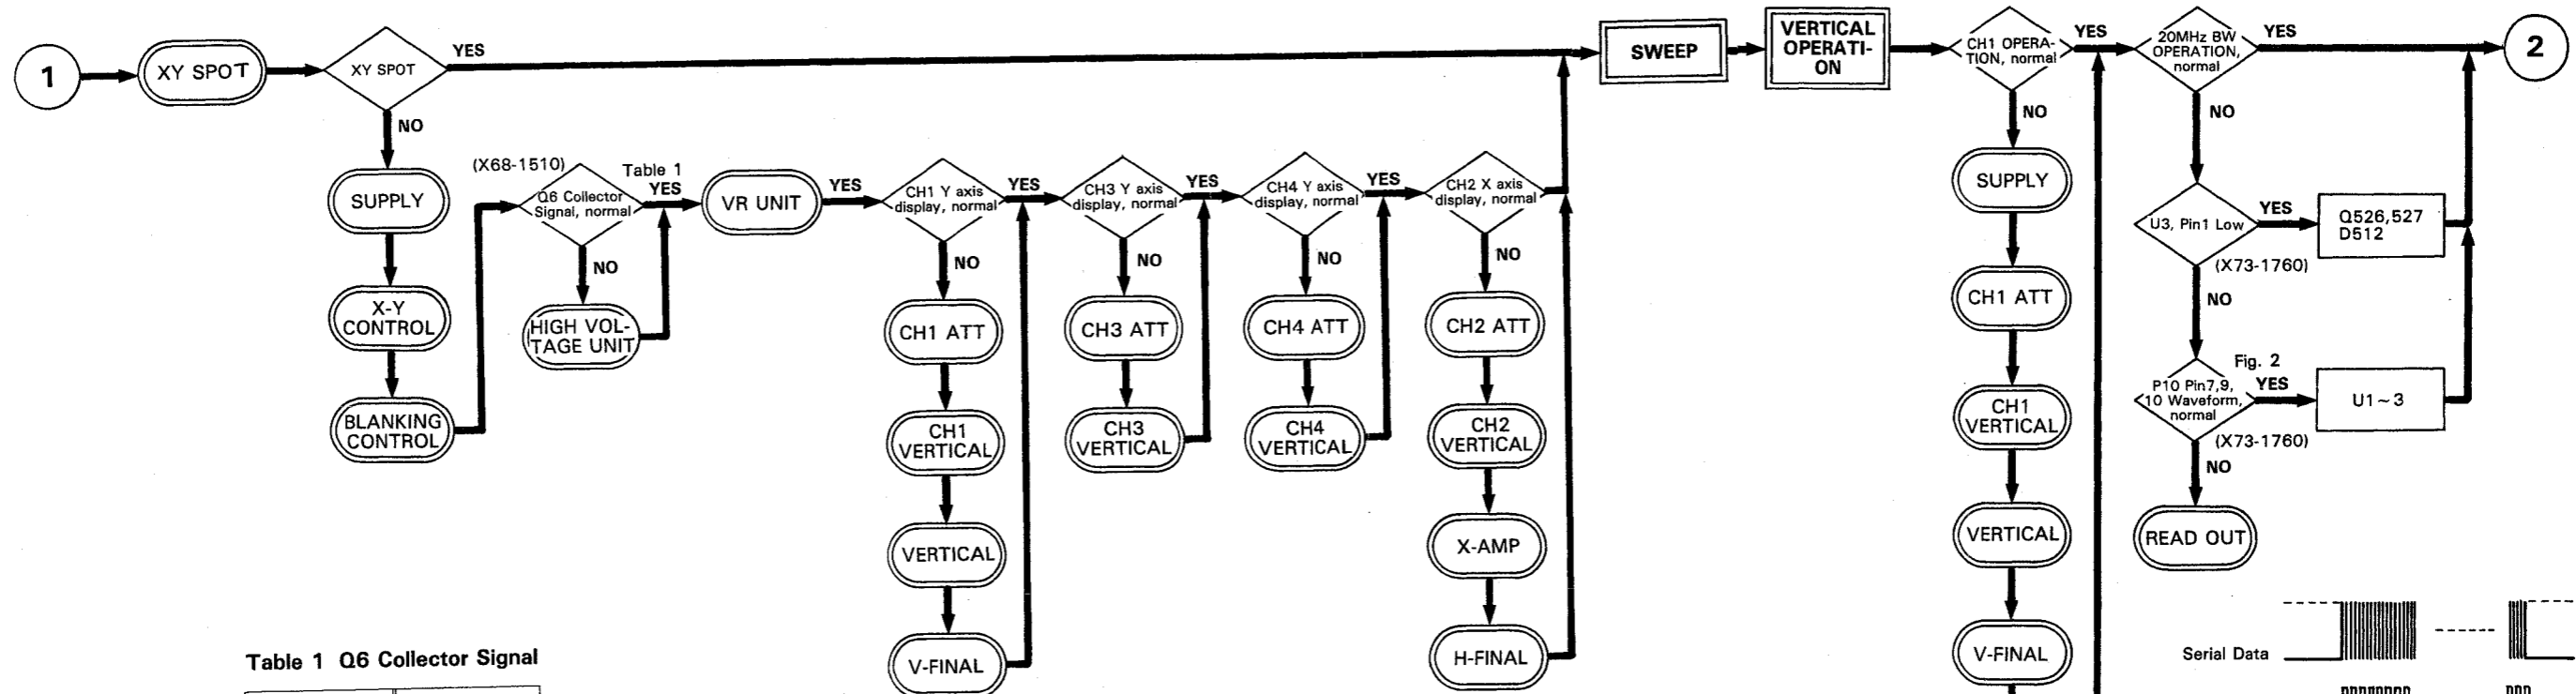 1
XY SPOT
XY SPOT
YES
NO
SUPPLY
X-Y
CONTROL
BLANKING
CONTROL
(X68-1510)
Q6 Collector
Signal, normal
Table 1
YES
NO
HIGH VOL-
TAGE UNIT
VR UNIT
YES
CH1 Y axis
display, normal
YES
NO
CH1 ATT
CH1
VERTICAL
VERTICAL
V-FINAL
CH3 Y axis
display, normal
YES
NO
CH3 ATT
CH3
VERTICAL
CH4 Y axis
display, normal
YES
NO
CH4 ATT
CH4
VERTICAL
CH2 X axis
display, normal
NO
CH2 ATT
CH2
VERTICAL
X-AMP
H-FINAL
SWEEP
VERTICAL
OPERATI-
ON
CH1 OPERA-
TION, normal
YES
NO
SUPPLY
CH1 ATT
CH1
VERTICAL
VERTICAL
V-FINAL
20MHz BW
OPERATION,
normal
YES
NO
2
U3, Pin1 Low
YES
(X73-1760)
Q526,527
D512
NO
P10 Pin7,9,
10 Waveform,
normal
Fig. 2
YES
(X73-1760)
U1~3
NO
READ OUT
Serial Data
Table 1 Q6 Collector Signal